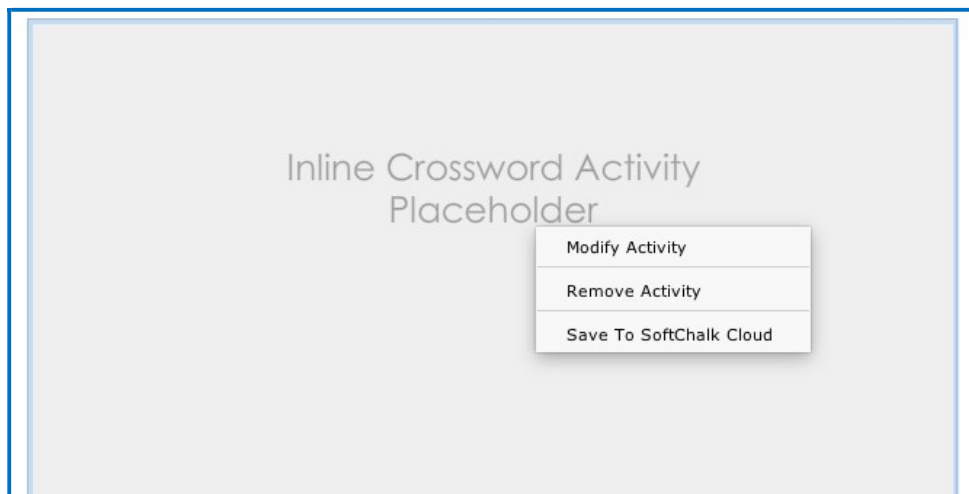 Inline Crossword Activity
Placeholder
Modify Activity
Remove Activity
Save To SoftChalk Cloud